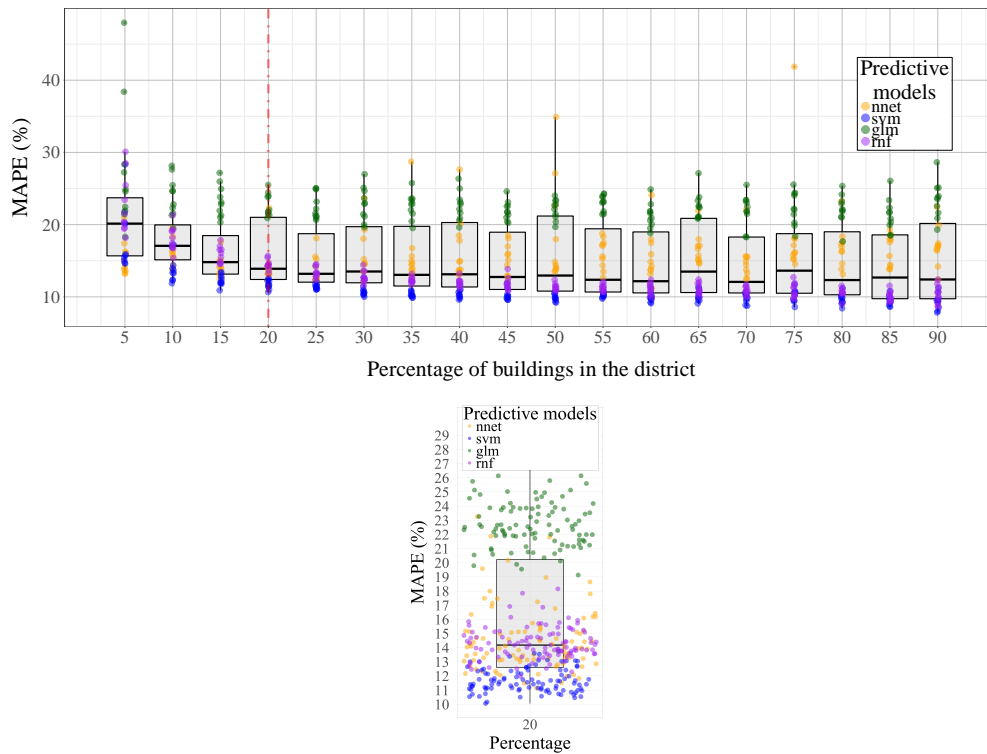 Predictive
models
nnet
svm
glm
rnf
MAPE (%)
40
30
20
10
5 10 15 20 25 30 35 40 45 50 55 60 65 70 75 80 85 90
Percentage of buildings in the district
Predictive models
nnet
svm
glm
rnf
MAPE (%)
29
28
27
26
25
24
23
22
21
20
19
18
17
16
15
14
13
12
11
10
20
Percentage